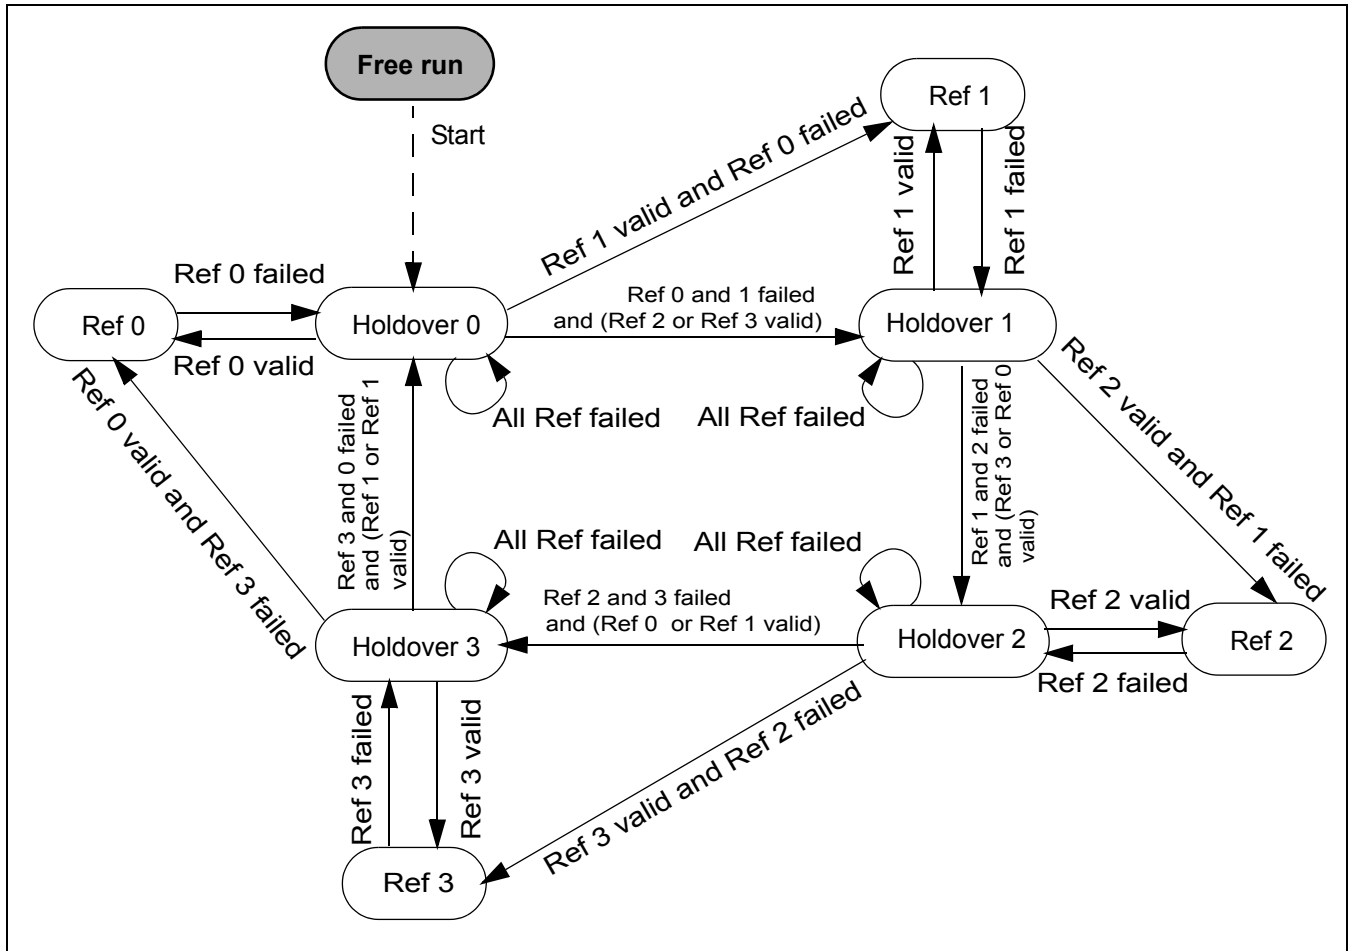 Free run
Start
Ref 1
Ref 1 valid and Ref 0 failed
Ref 1 valid
Ref 1 failed
Ref 0 failed
Ref 0
Holdover 0
Ref 0 valid
Ref 0 and 1 failed
and (Ref 2 or Ref 3 valid)
Holdover 1
All Ref failed
All Ref failed
Ref 0 valid and Ref 3 failed
Ref 3 and 0 failed
and (Ref 1 or Ref 1
valid)
Ref 1 and 2 failed
and (Ref 3 or Ref 0
valid)
Ref 2 valid and Ref 1 failed
All Ref failed
All Ref failed
Ref 2 and 3 failed
and (Ref 0 or Ref 1 valid)
Holdover 3
Holdover 2
Ref 2 valid
Ref 2
Ref 2 failed
Ref 3 failed
Ref 3 valid
Ref 3 valid and Ref 2 failed
Ref 3